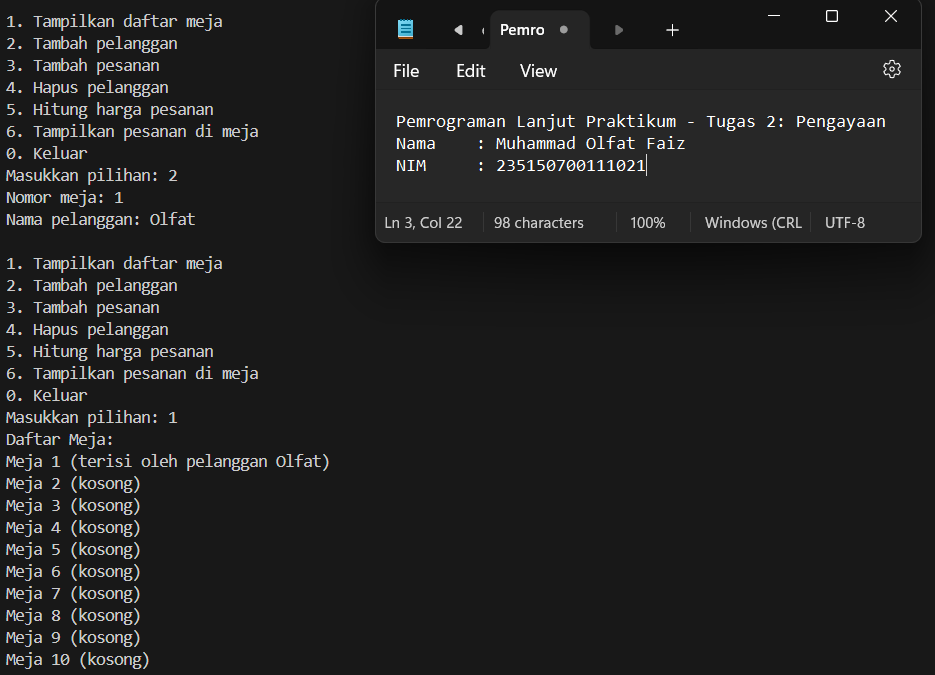 1. Tampilkan daftar meja
2. Tambah pelanggan
3. Tambah pesanan
4. Hapus pelanggan
5. Hitung harga pesanan
6. Tampilkan pesanan di meja
0. Keluar
Masukkan pilihan: 2
Nomor meja: 1
Nama pelanggan: Olfat
1. Tampilkan daftar meja
2. Tambah pelanggan
3. Tambah pesanan
4. Hapus pelanggan
5. Hitung harga pesanan
6. Tampilkan pesanan di meja
0. Keluar
Masukkan pilihan: 1
Daftar Meja:
Meja 1 (terisi oleh pelanggan Olfat)
Meja 2 (kosong)
Meja 3 (kosong)
Meja 4 (kosong)
Meja 5 (kosong)
Meja 6 (kosong)
Meja 7 (kosong)
Meja 8 (kosong)
Meja 9 (kosong)
Meja 10 (kosong)
Pemro
File Edit View
Pemrograman Lanjut Praktikum - Tugas 2: Pengayaan
Nama : Muhammad Olfat Faiz
NIM : 235150700111021
Ln 3, Col 22 98 characters 100% Windows (CRL UTF-8